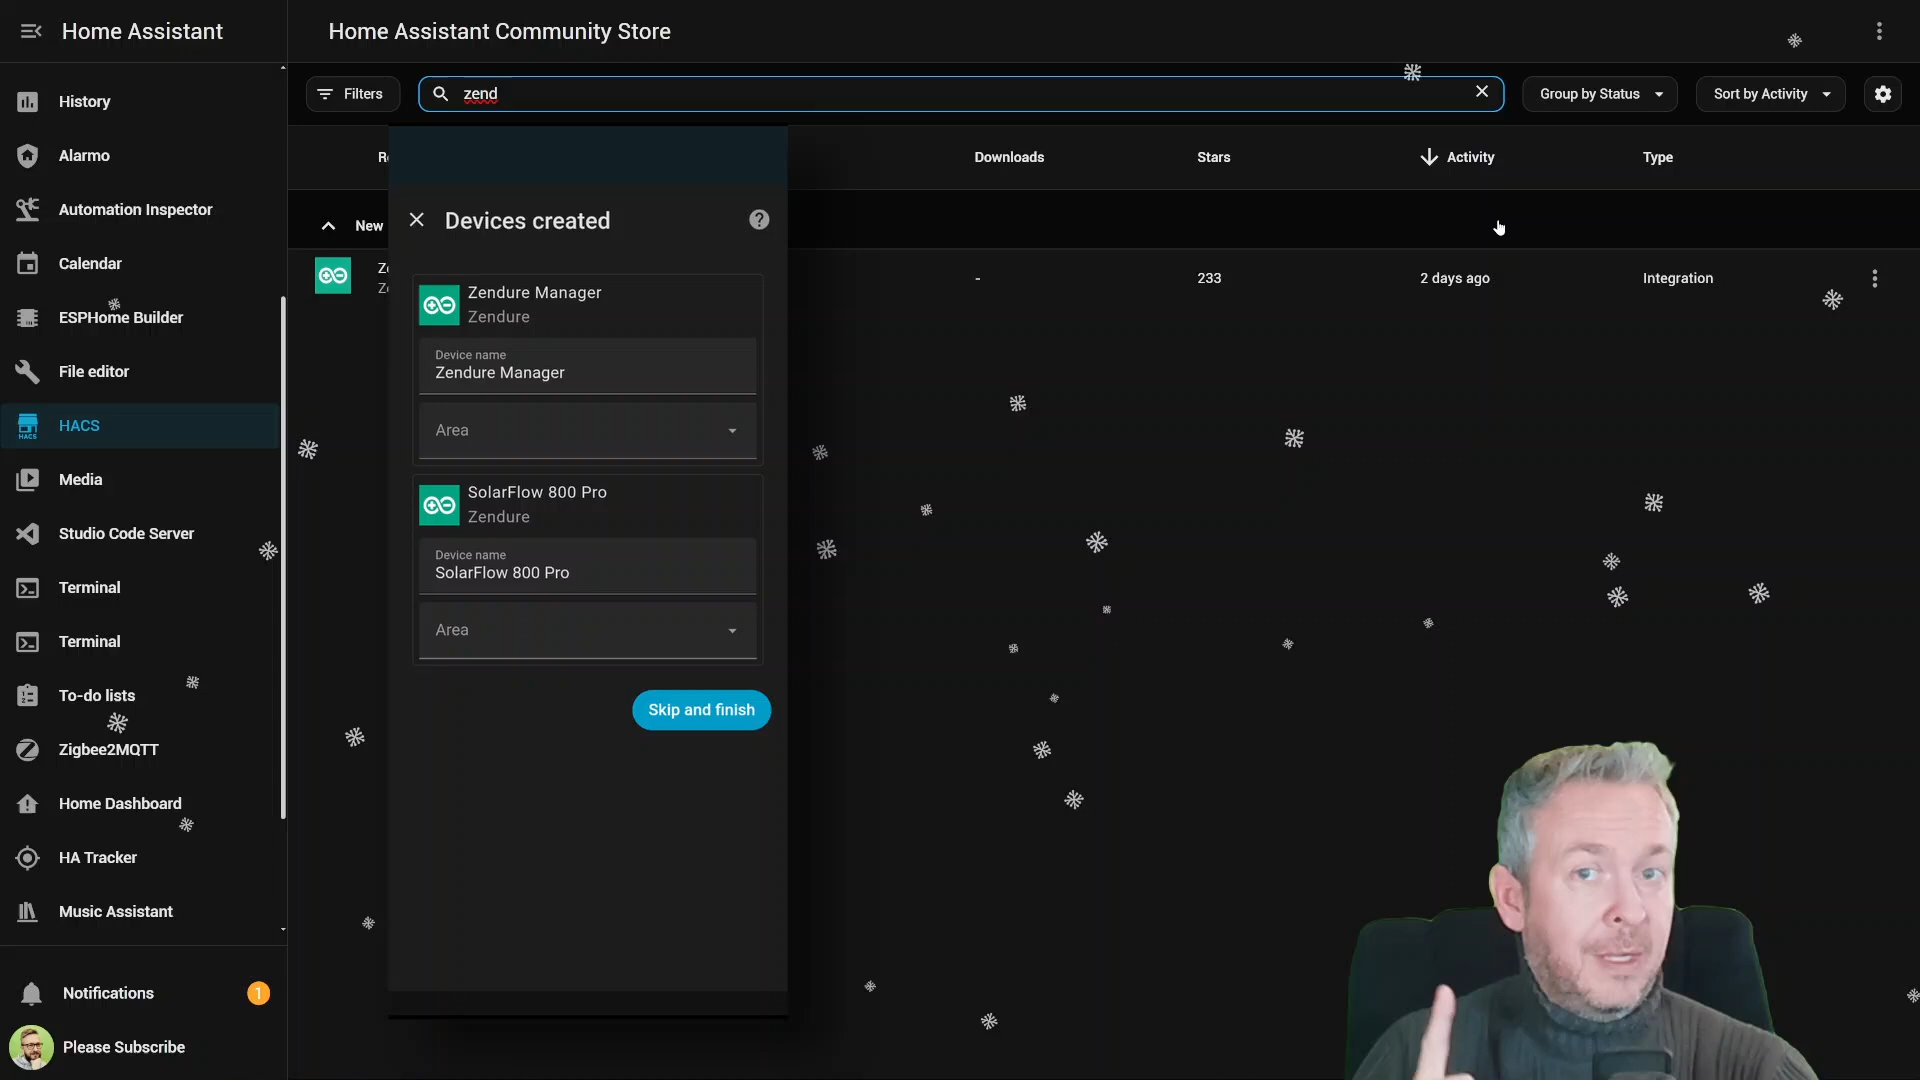 Home Assistant
Home Assistant Community Store
History
Alarmo
Automation Inspector
Calendar
ESPHome Builder
File editor
HACS
HACS
Media
Studio Code Server
Terminal
Terminal
To-do lists
Zigbee2MQTT
Home Dashboard
HA Tracker
Music Assistant
Notifications
1
Please Subscribe
Filters
zend
Group by Status
Sort by Activity
Downloads
Stars
Activity
Type
New
-
233
2 days ago
Integration
Devices created
Zendure Manager
Zendure
Device name
Zendure Manager
Area
SolarFlow 800 Pro
Zendure
Device name
SolarFlow 800 Pro
Area
Skip and finish